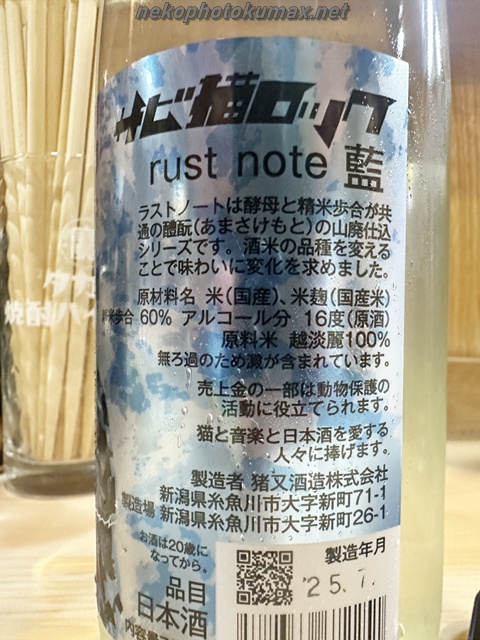 nekophotokumax.net
サビ猫ロック
rust note 藍
ラストノートは酵母と精米歩合が共
通の醴酛(あまざけもと)の山廃仕込
シリーズです。酒米の品種を変える
ことで味わいに変化を求めました。
原材料名 米(国産)、米麹(国産米)
精米歩合 60% アルコール分 16度(原酒)
原料米 越淡麗100%
無ろ過のため滓が含まれています。
売上金の一部は動物保護の
活動に役立てられます。
猫と音楽と日本酒を愛する
人々に捧げます。
製造者 猪又酒造株式会社
新潟県糸魚川市大字新町71-1
製造場 新潟県糸魚川市大字新町26-1
お酒は20歳に
なってから。
製造年月
'25.7.
品目
日本酒
内容量
焼酎ハイ